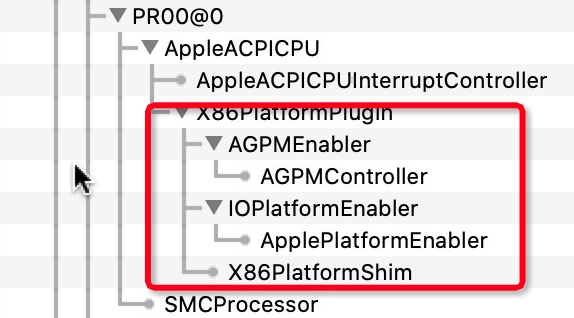 PR00@0
AppleACPICPU
AppleACPICPUInterruptController
X86PlatformPlugin
AGPMEnabler
AGPMController
IOPlatformEnabler
ApplePlatformEnabler
X86PlatformShim
SMCProcessor